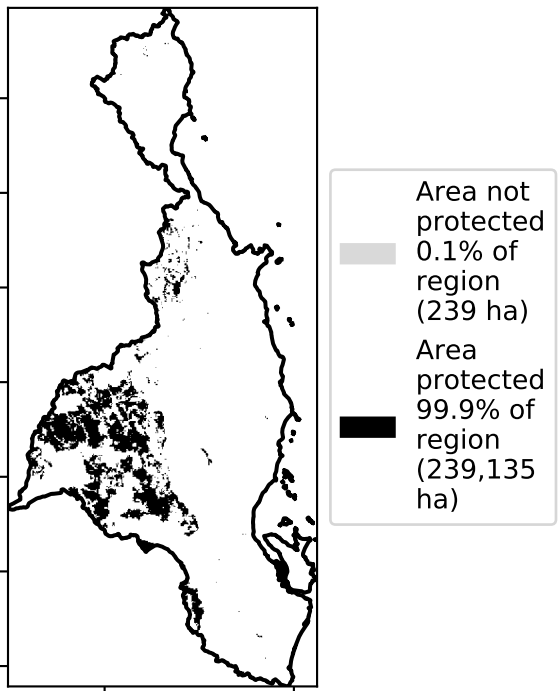 Area not
protected
0.1% of
region
(239 ha)
Area
protected
99.9% of
region
(239,135
ha)